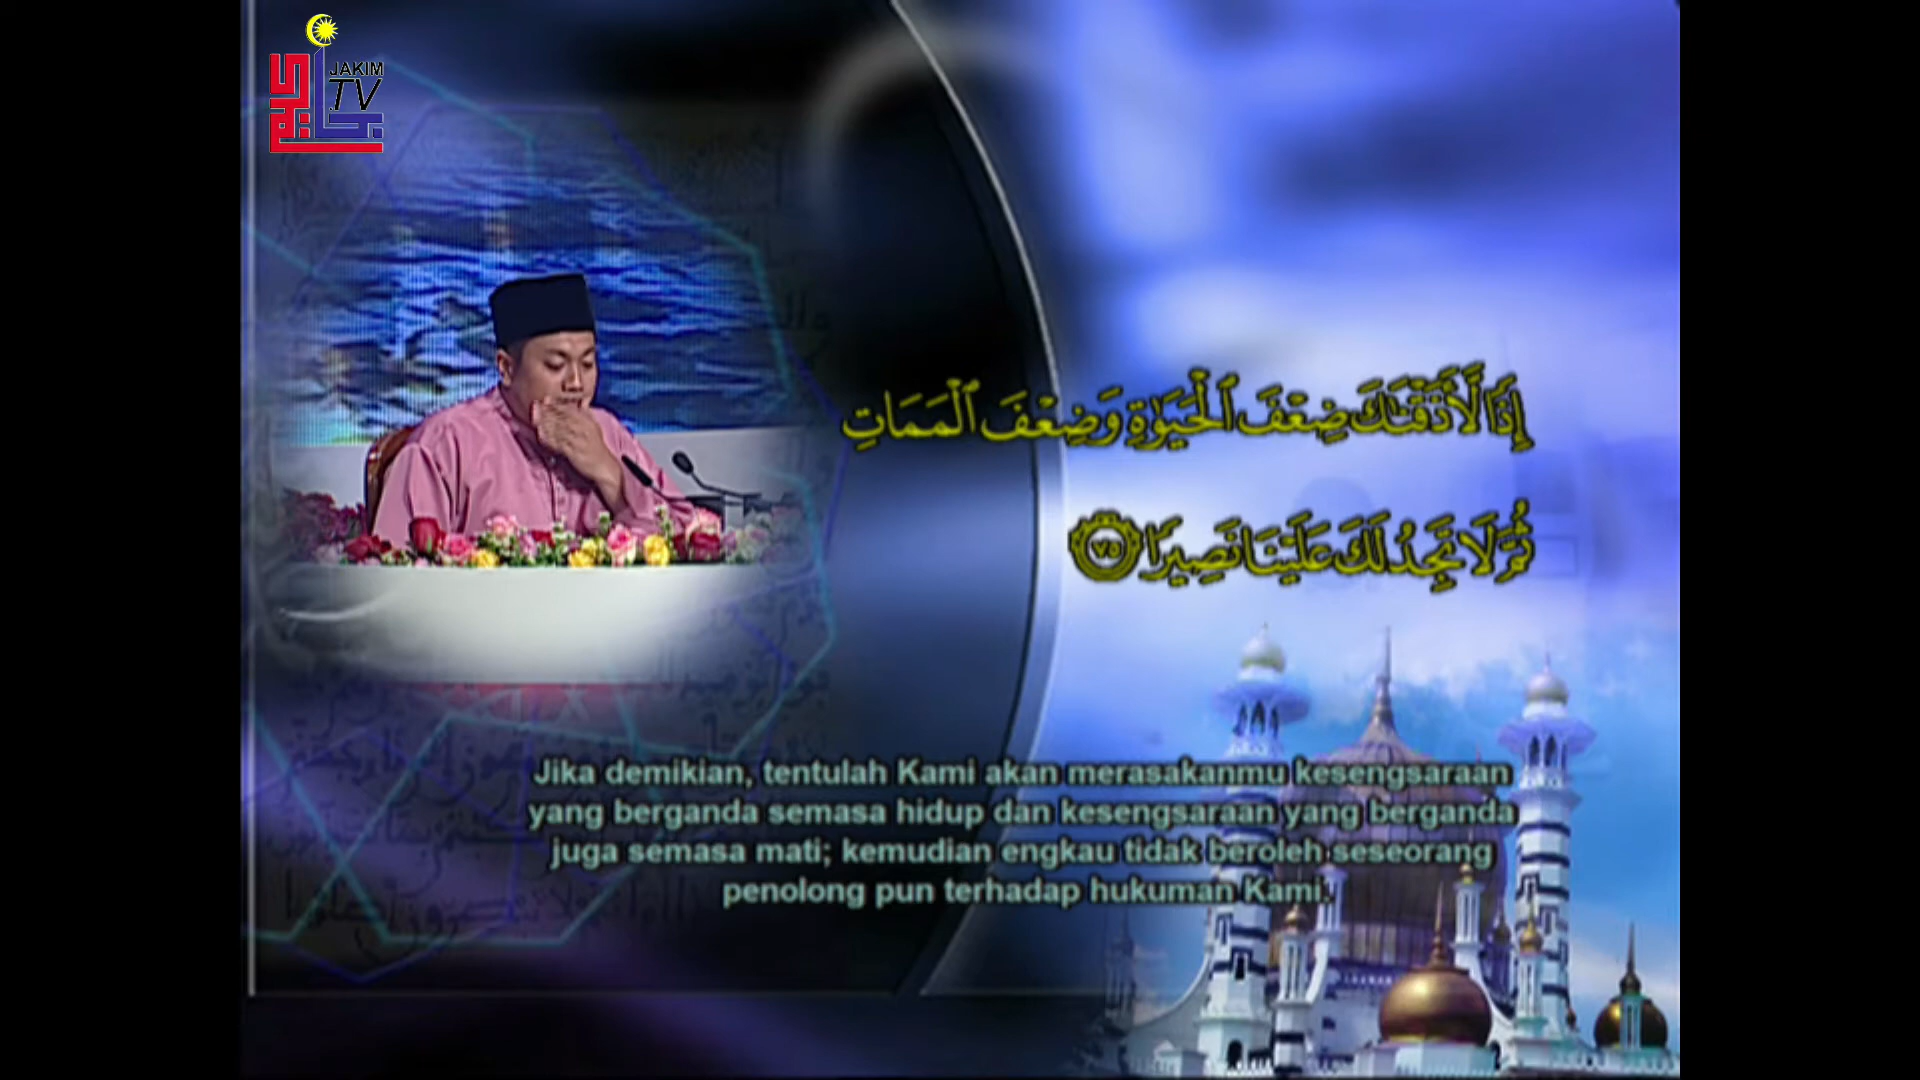 JAKIM
TV
إِذًا لَّأَذَقْنَٰكَ ضِعْفَ ٱلْحَيَوٰةِ وَضِعْفَ ٱلْمَمَاتِ
ثُمَّ لَا تَجِدُ لَكَ عَلَيْنَا نَصِيرًا ٧٥
Jika demikian, tentulah Kami akan merasakanmu kesengsaraan
yang berganda semasa hidup dan kesengsaraan yang berganda
juga semasa mati; kemudian engkau tidak beroleh seseorang
penolong pun terhadap hukuman Kami.